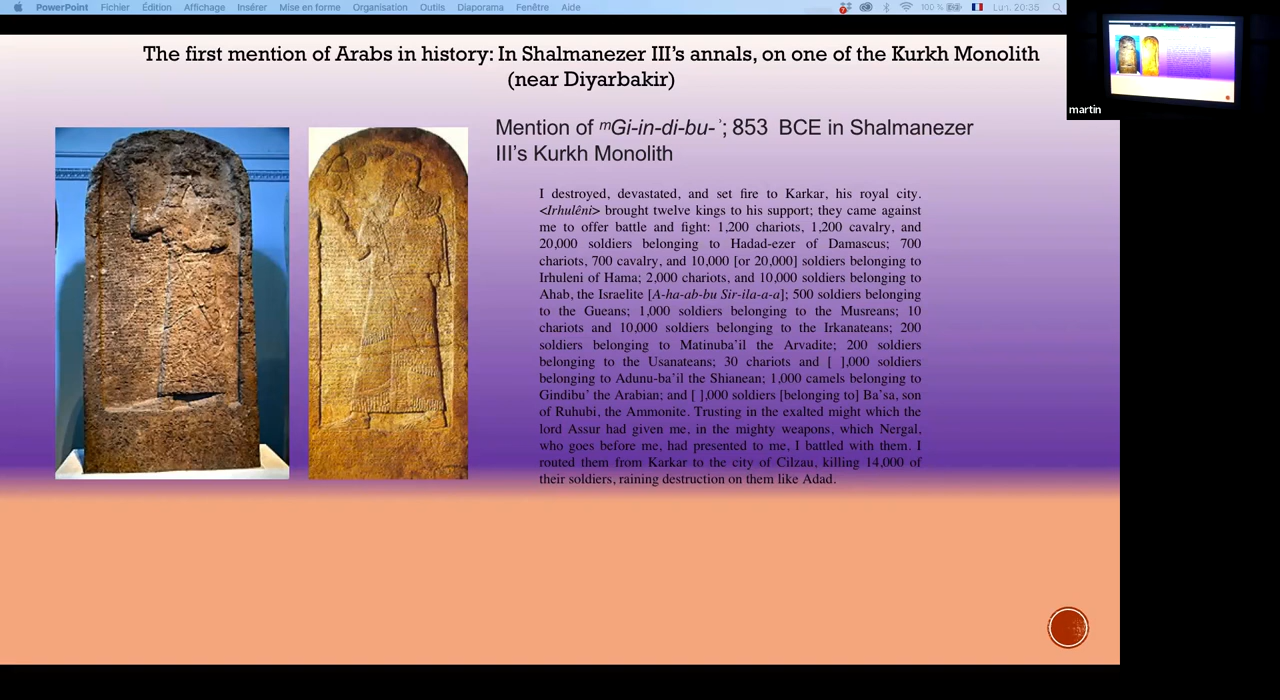 PowerPoint Fichier Édition Affichage Insérer Mise en forme Organisation Outils Diaporama Fenêtre Aide 7 100 % Lun. 20:35
The first mention of Arabs in history: In Shalmanezer III's annals, on one of the Kurkh Monolith
(near Diyarbakir)
martin
Mention of ᵐGi-in-di-bu-ʾ; 853 BCE in Shalmanezer
III's Kurkh Monolith
I destroyed, devastated, and set fire to Karkar, his royal city.
<Irhulêni> brought twelve kings to his support; they came against
me to offer battle and fight: 1,200 chariots, 1,200 cavalry, and
20,000 soldiers belonging to Hadad-ezer of Damascus; 700
chariots, 700 cavalry, and 10,000 [or 20,000] soldiers belonging to
Irhuleni of Hama; 2,000 chariots, and 10,000 soldiers belonging to
Ahab, the Israelite [A-ha-ab-bu Sir-ila-a-a]; 500 soldiers belonging
to the Gueans; 1,000 soldiers belonging to the Musreans; 10
chariots and 10,000 soldiers belonging to the Irkanateans; 200
soldiers belonging to Matinuba'il the Arvadite; 200 soldiers
belonging to the Usanateans; 30 chariots and [ ],000 soldiers
belonging to Adunu-ba'il the Shianean; 1,000 camels belonging to
Gindibu' the Arabian; and [ ],000 soldiers [belonging to] Ba'sa, son
of Ruhubi, the Ammonite. Trusting in the exalted might which the
lord Assur had given me, in the mighty weapons, which Nergal,
who goes before me, had presented to me, I battled with them. I
routed them from Karkar to the city of Cilzau, killing 14,000 of
their soldiers, raining destruction on them like Adad.